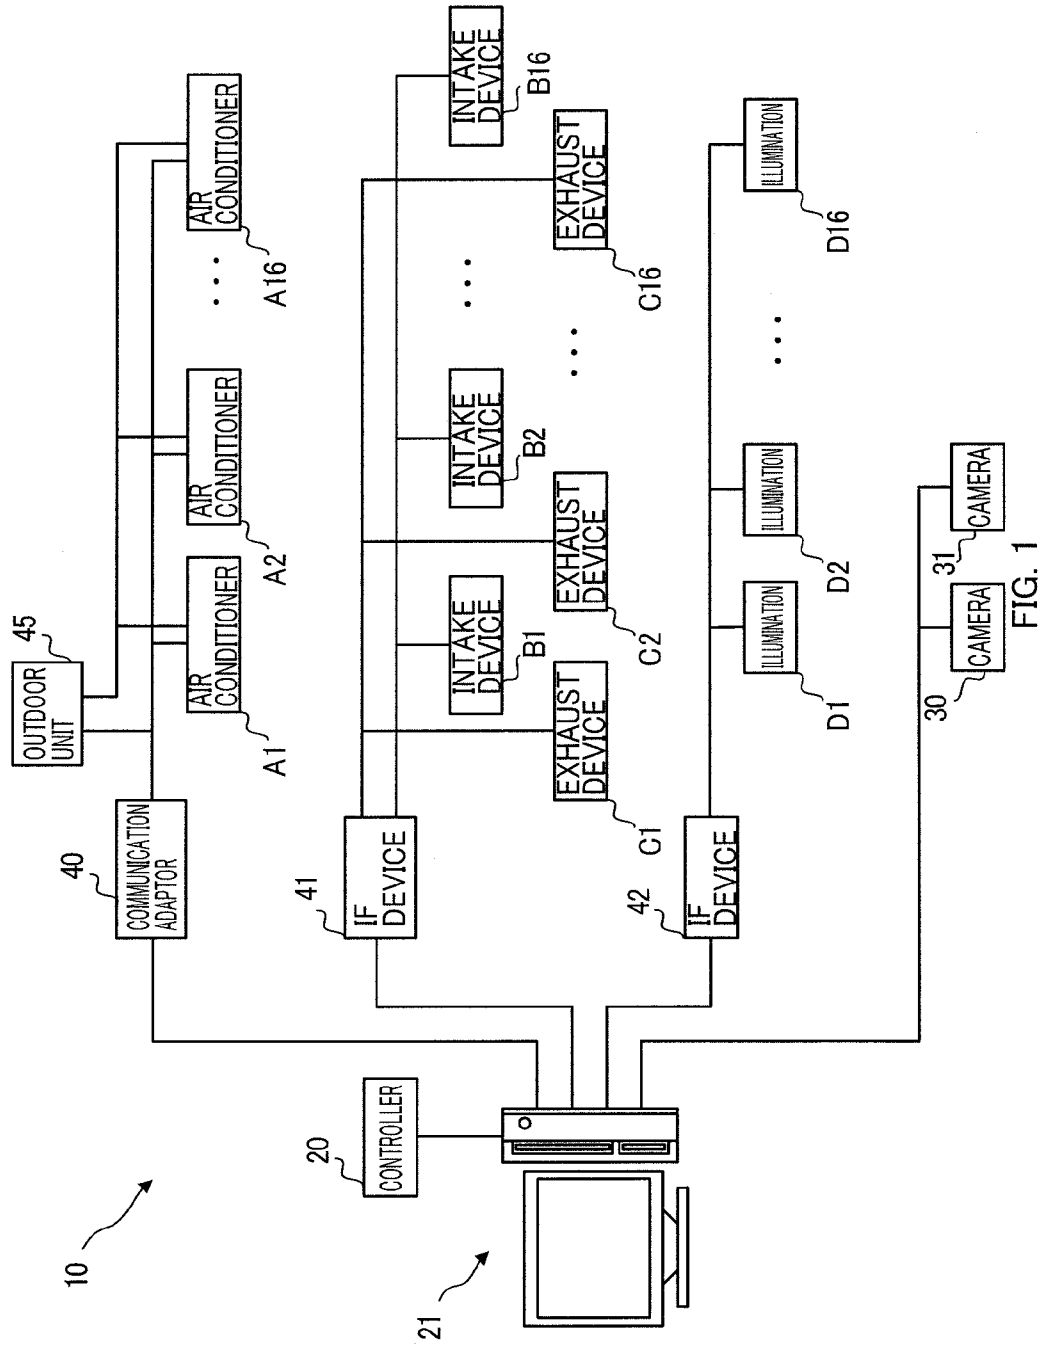 10
20
CONTROLLER
21
40
COMMUNICATION
ADAPTOR
45
OUTDOOR
UNIT
AIR
CONDITIONER
A1
AIR
CONDITIONER
A2
• • •
AIR
CONDITIONER
A16
41
IF
DEVICE
INTAKE
DEVICE
B1
INTAKE
DEVICE
B2
• • •
INTAKE
DEVICE
B16
EXHAUST
DEVICE
C1
EXHAUST
DEVICE
C2
• • •
EXHAUST
DEVICE
C16
42
IF
DEVICE
ILLUMINATION
D1
ILLUMINATION
D2
• • •
ILLUMINATION
D16
CAMERA
30
CAMERA
31
FIG. 1